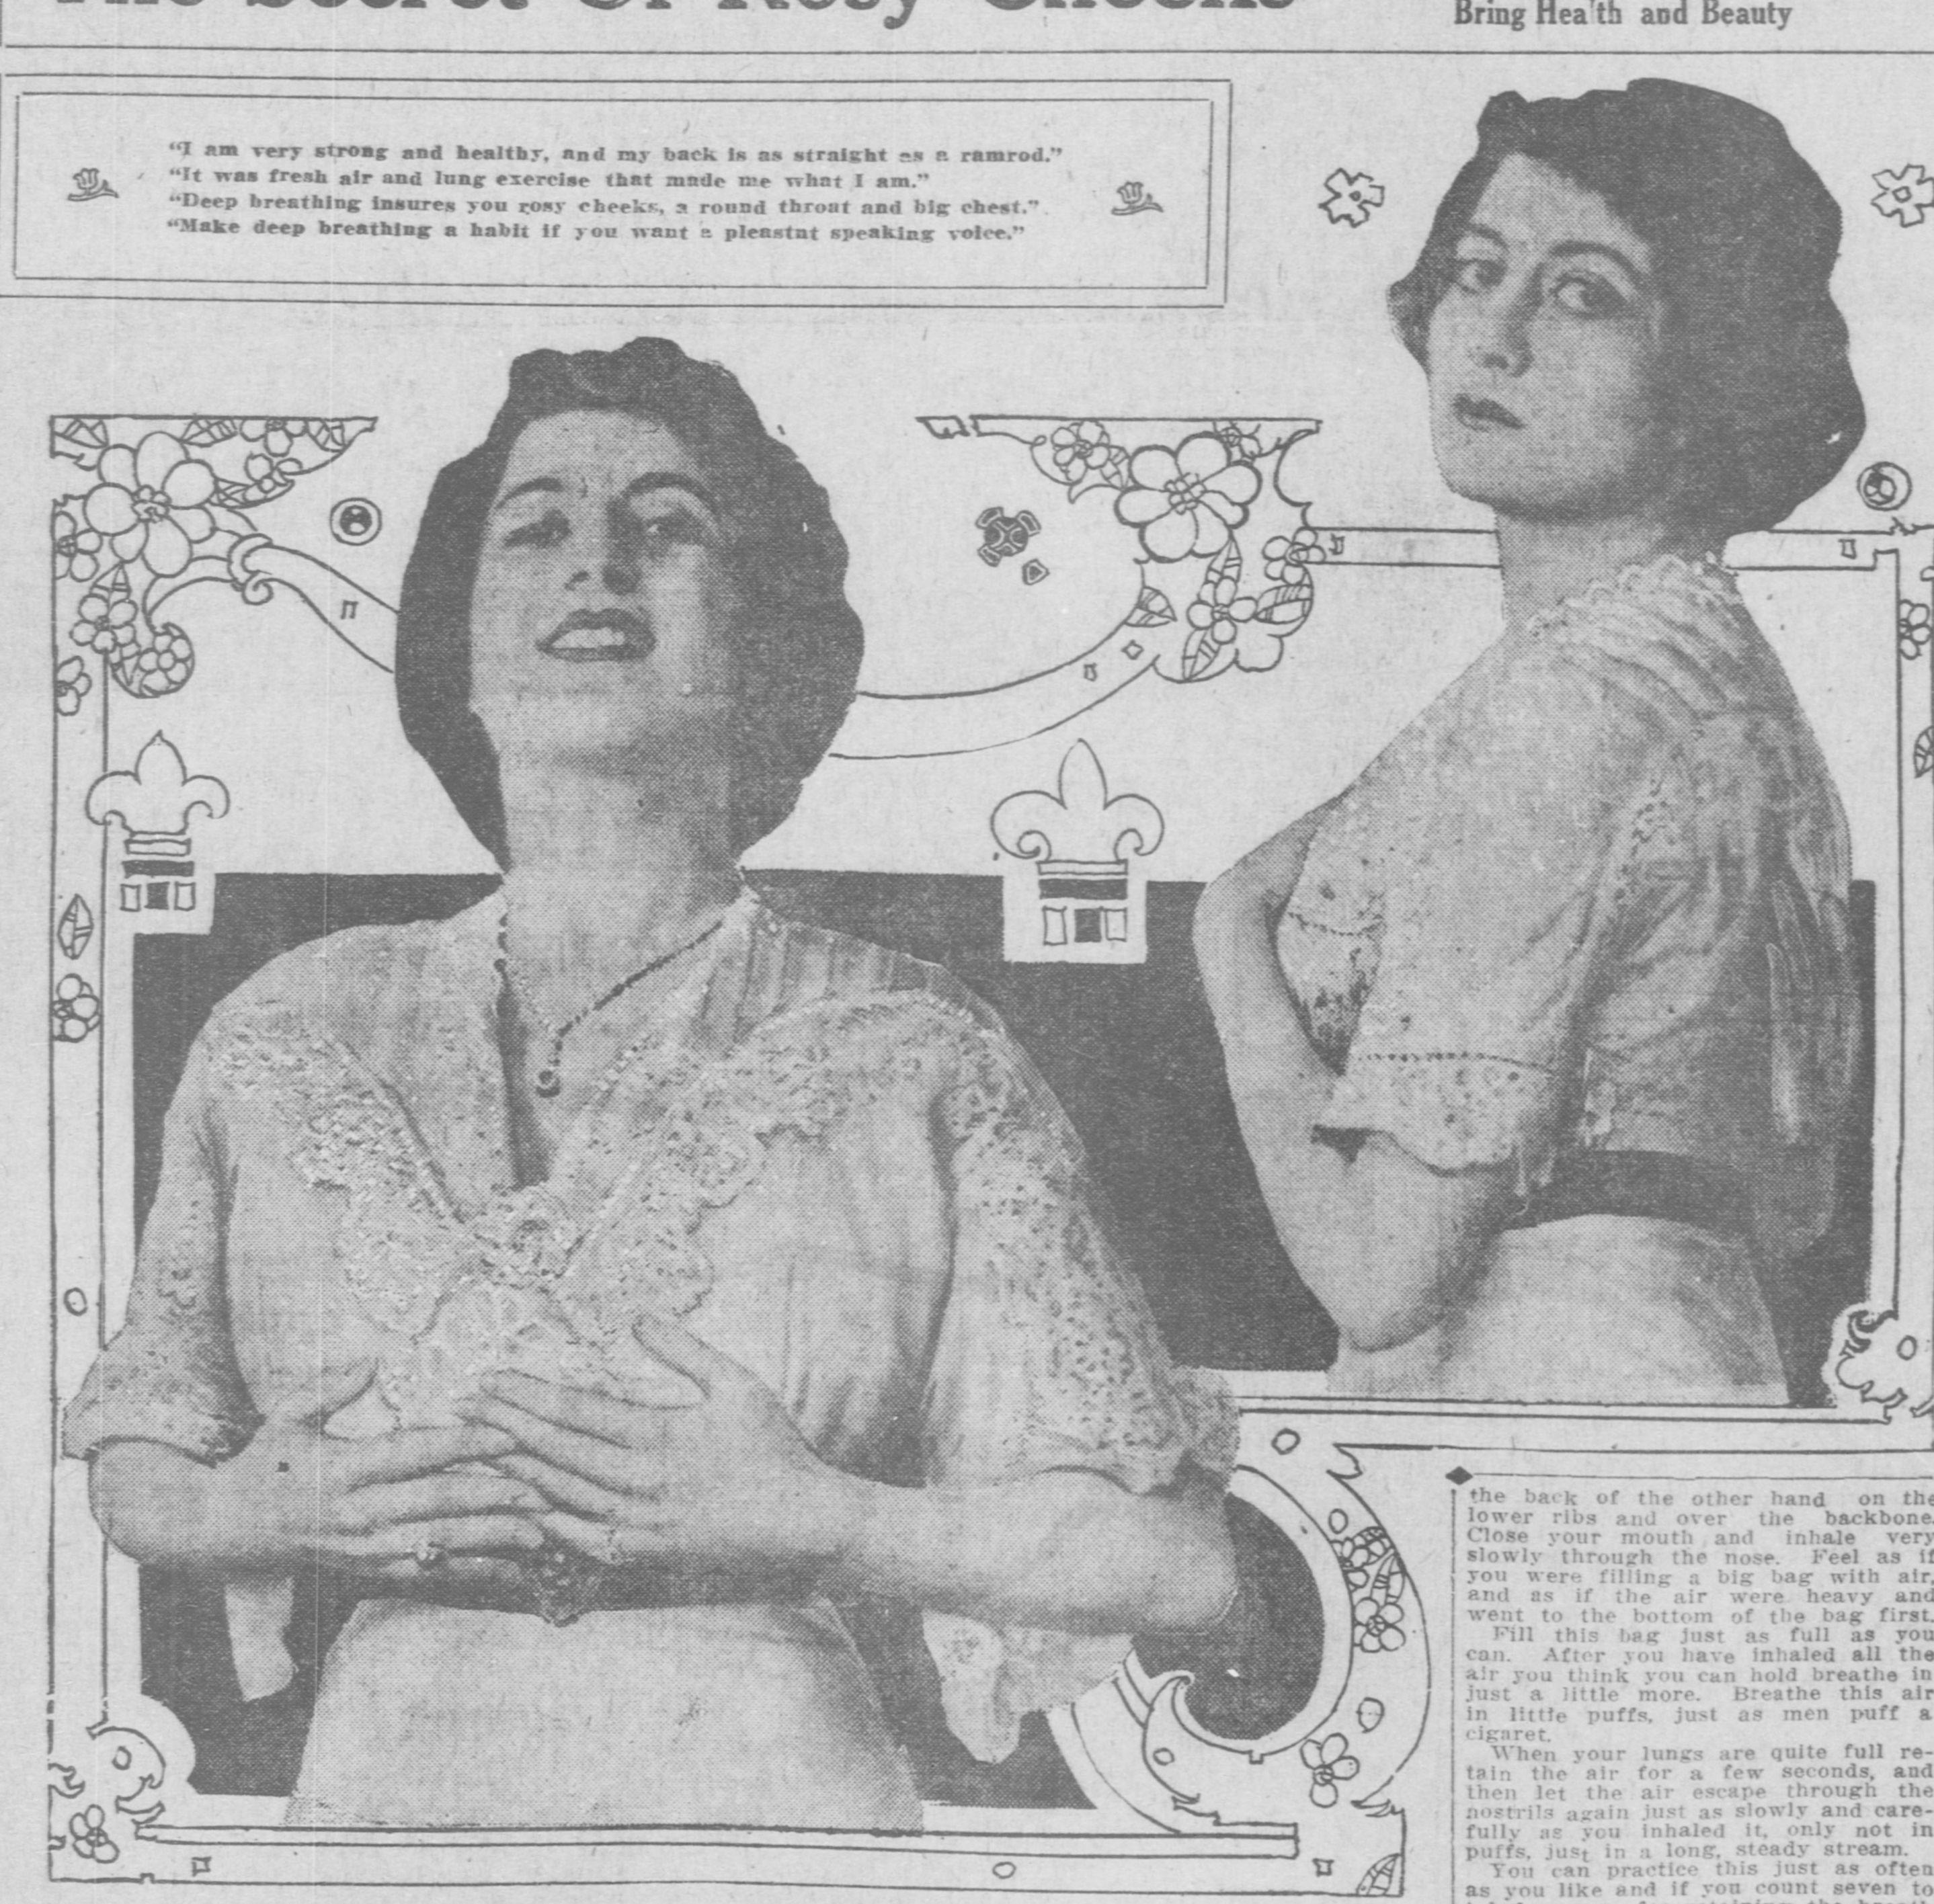 The Secret Of Rosy Cheeks
Bring Health and Beauty
"I am very strong and healthy, and my back is as straight as a ramrod."
"It was fresh air and lung exercise that made me what I am."
"Deep breathing insures you rosy cheeks, a round throat and big chest."
"Make deep breathing a habit if you want a pleastnt speaking voice."
the back of the other hand on the
lower ribs and over the backbone.
Close your mouth and inhale very
slowly through the nose. Feel as if
you were filling a big bag with air,
and as if the air were heavy and
went to the bottom of the bag first.
Fill this bag just as full as you
can. After you have inhaled all the
air you think you can hold breathe in
just a little more. Breathe this air
in little puffs, just as men puff a
cigaret.
When your lungs are quite full re-
tain the air for a few seconds, and
then let the air escape through the
nostrils again just as slowly and care-
fully as you inhaled it, only not in
puffs, just in a long, steady stream.
You can practice this just as often
as you like and if you count seven to